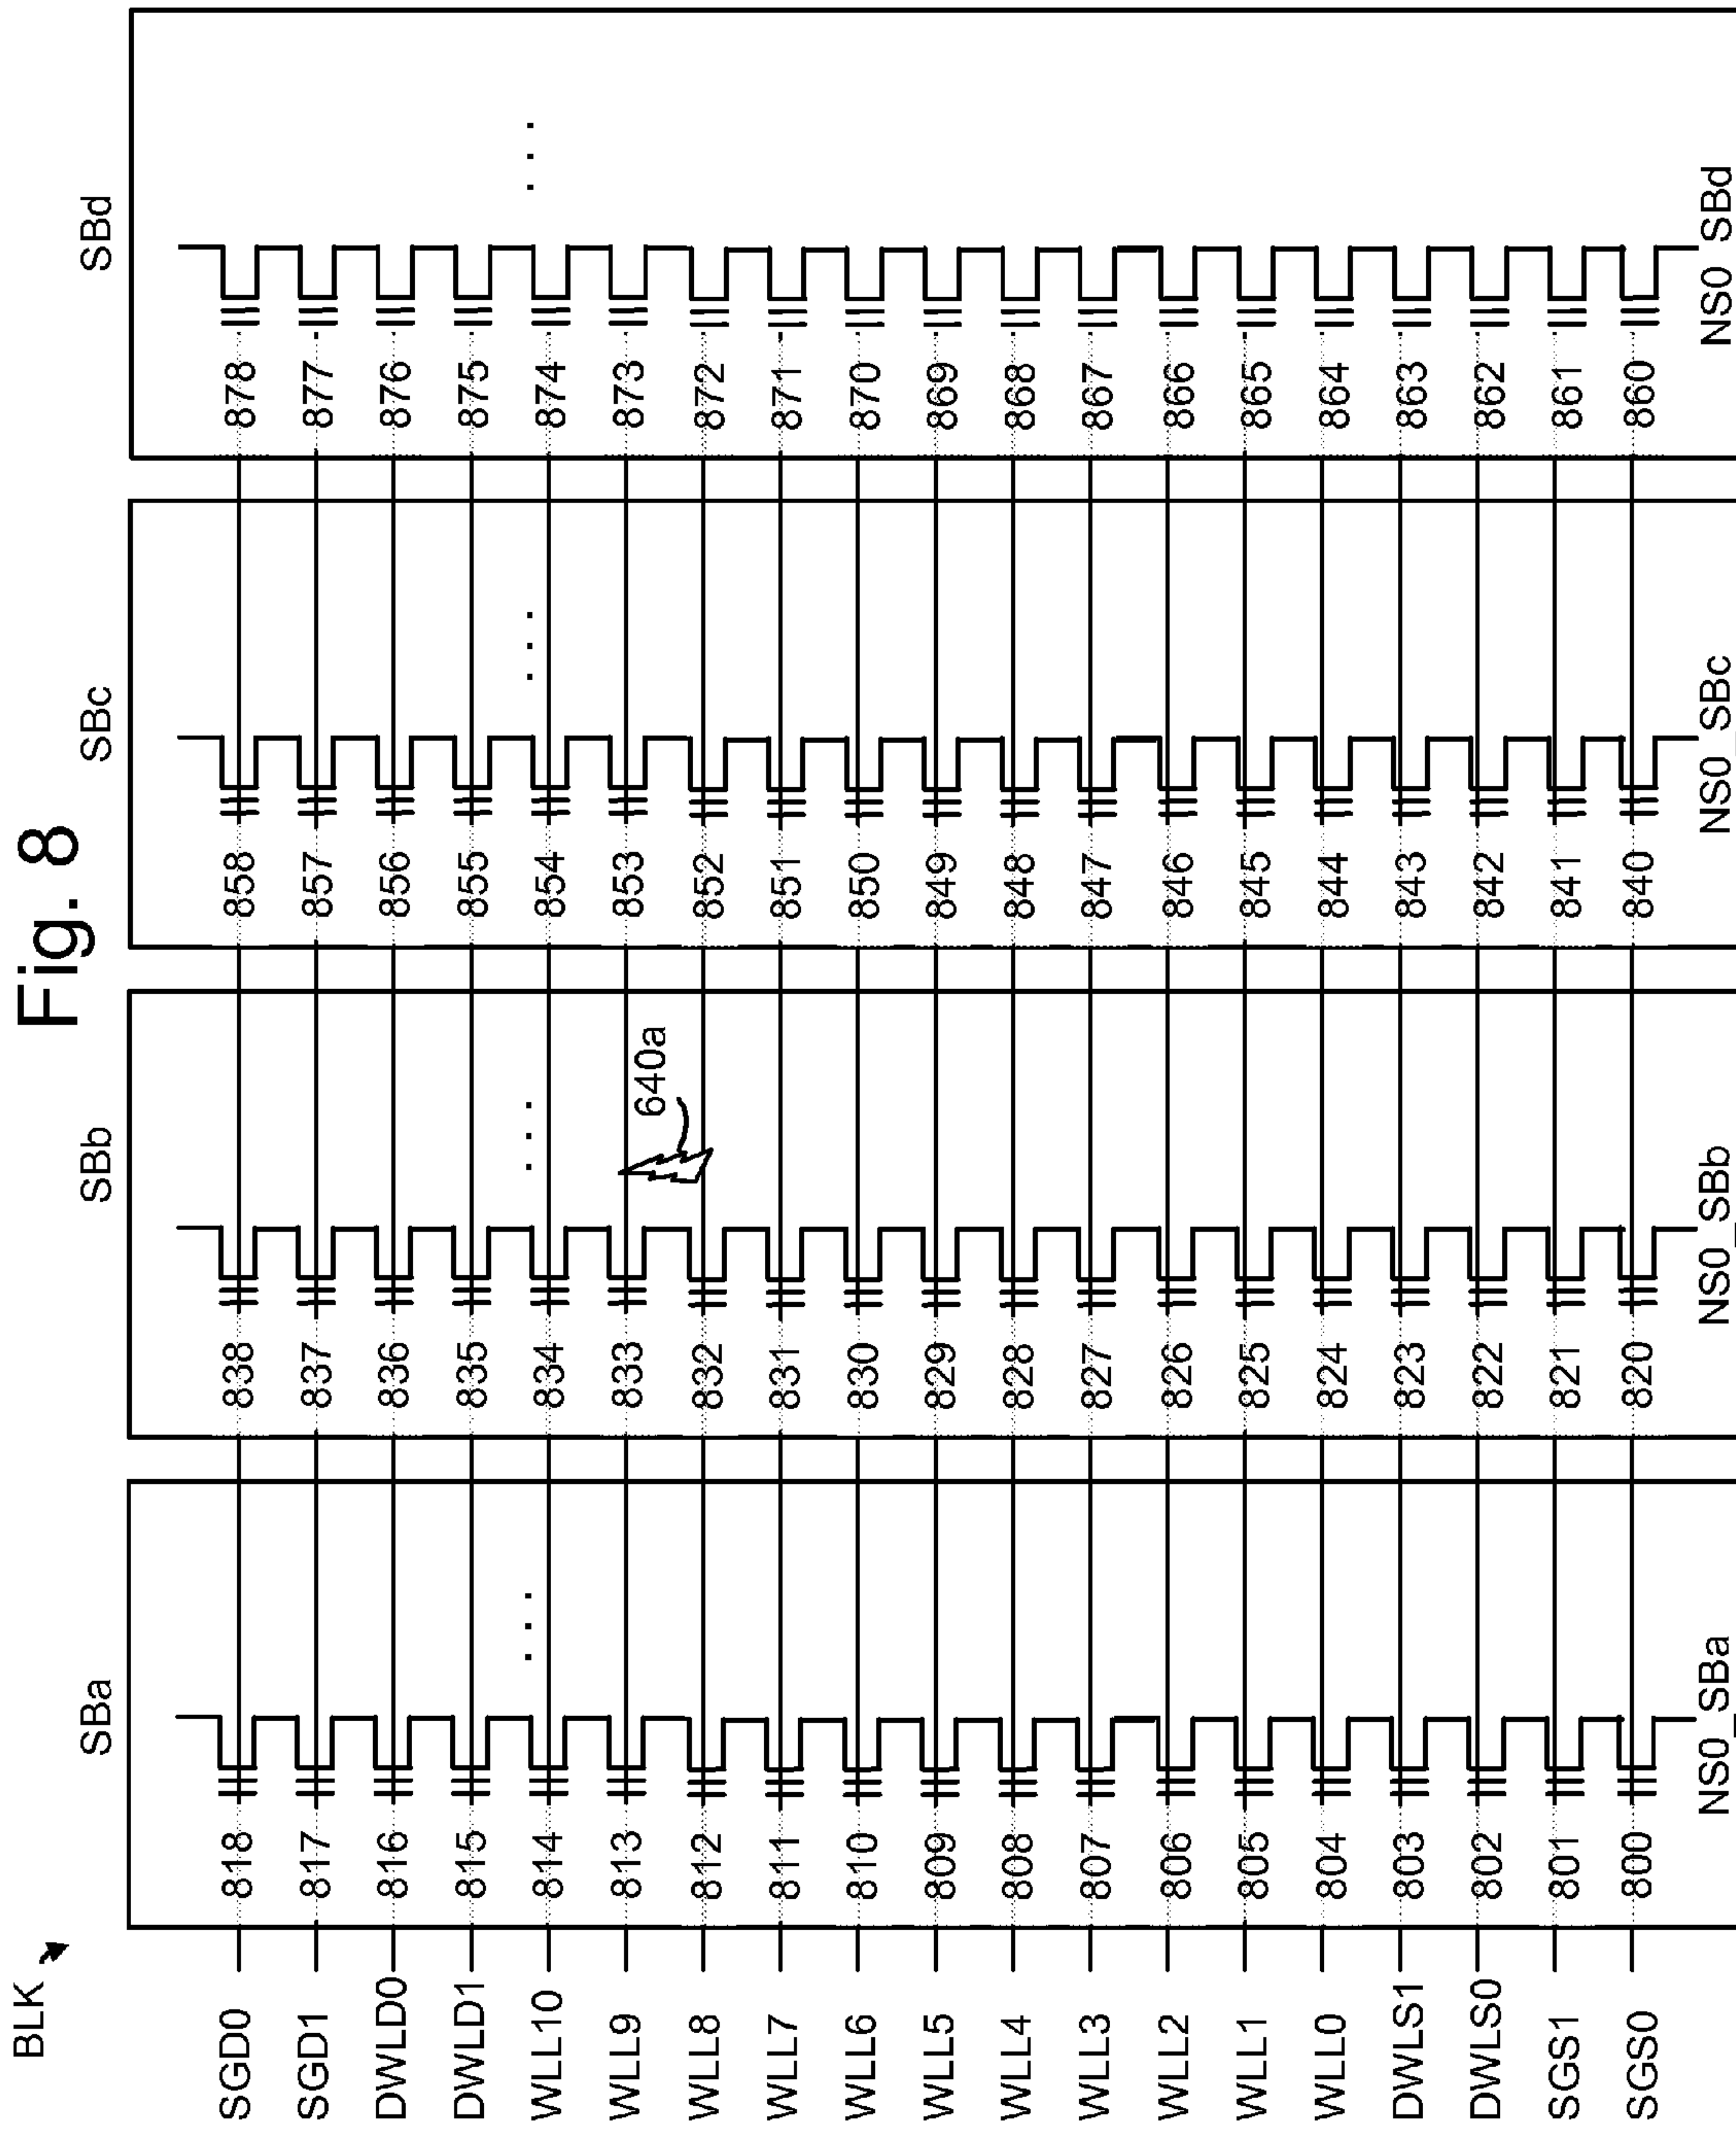 Fig. 8
BLK
SBa SBb SBc SBd
SGD0 818 838 858 878
SGD1 817 837 857 877
DWLD0 816 836 856 876
DWLD1 815 835 855 875
WLL10 814 834 854 874
WLL9 813 833 853 873
640a
WLL8 812 832 852 872
WLL7 811 831 851 871
WLL6 810 830 850 870
WLL5 809 829 849 869
WLL4 808 828 848 868
WLL3 807 827 847 867
WLL2 806 826 846 866
WLL1 805 825 845 865
WLL0 804 824 844 864
DWLS1 803 823 843 863
DWLS0 802 822 842 862
SGS1 801 821 841 861
SGS0 800 820 840 860
NS0_SBa NS0_SBb NS0_SBc NS0_SBd